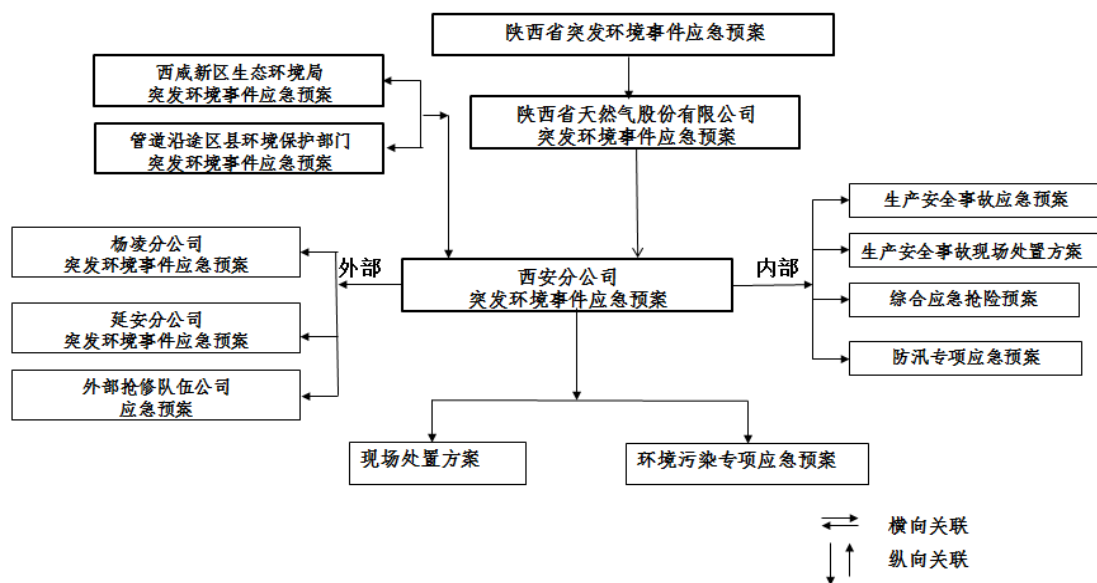 陕西省突发环境事件应急预案
西咸新区生态环境局
突发环境事件应急预案
陕西省天然气股份有限公司
突发环境事件应急预案
管道沿途区县环境保护部门
突发环境事件应急预案
生产安全事故应急预案
杨凌分公司
突发环境事件应急预案
外部
西安分公司
突发环境事件应急预案
内部
生产安全事故现场处置方案
综合应急抢险预案
延安分公司
突发环境事件应急预案
防汛专项应急预案
外部抢修队伍公司
应急预案
现场处置方案
环境污染专项应急预案
横向关联
纵向关联